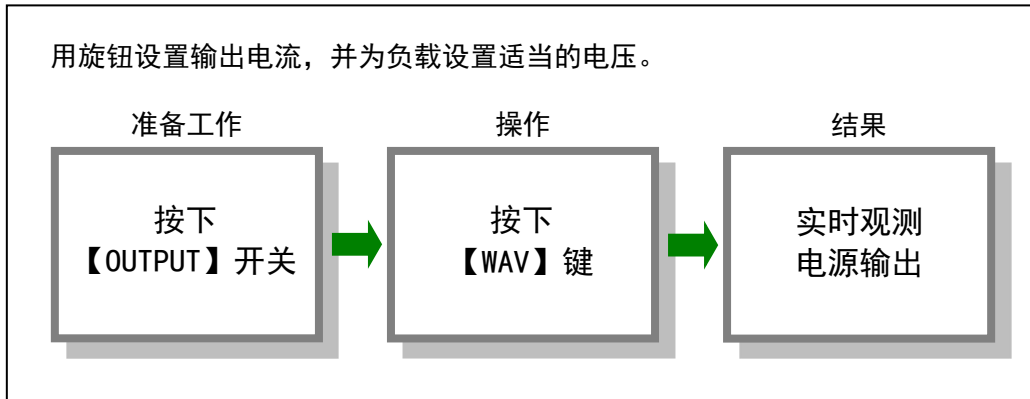 用旋钮设置输出电流，并为负载设置适当的电压。
准备工作
操作
结果
按下
【OUTPUT】开关
按下
【WAV】键
实时观测
电源输出